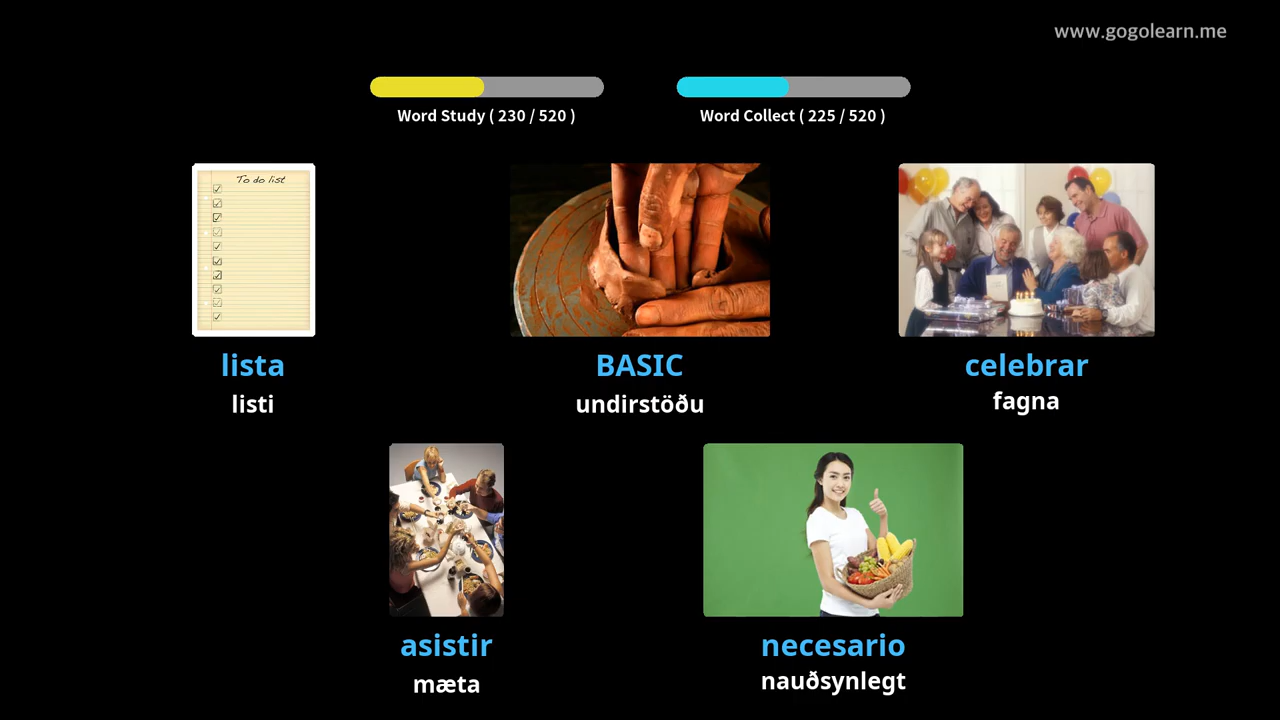 www.gogolearn.me
Word Study ( 230 / 520 )
Word Collect ( 225 / 520 )
To do list
lista
listi
BASIC
undirstöðu
celebrar
fagna
asistir
mæta
necesario
nauðsynlegt